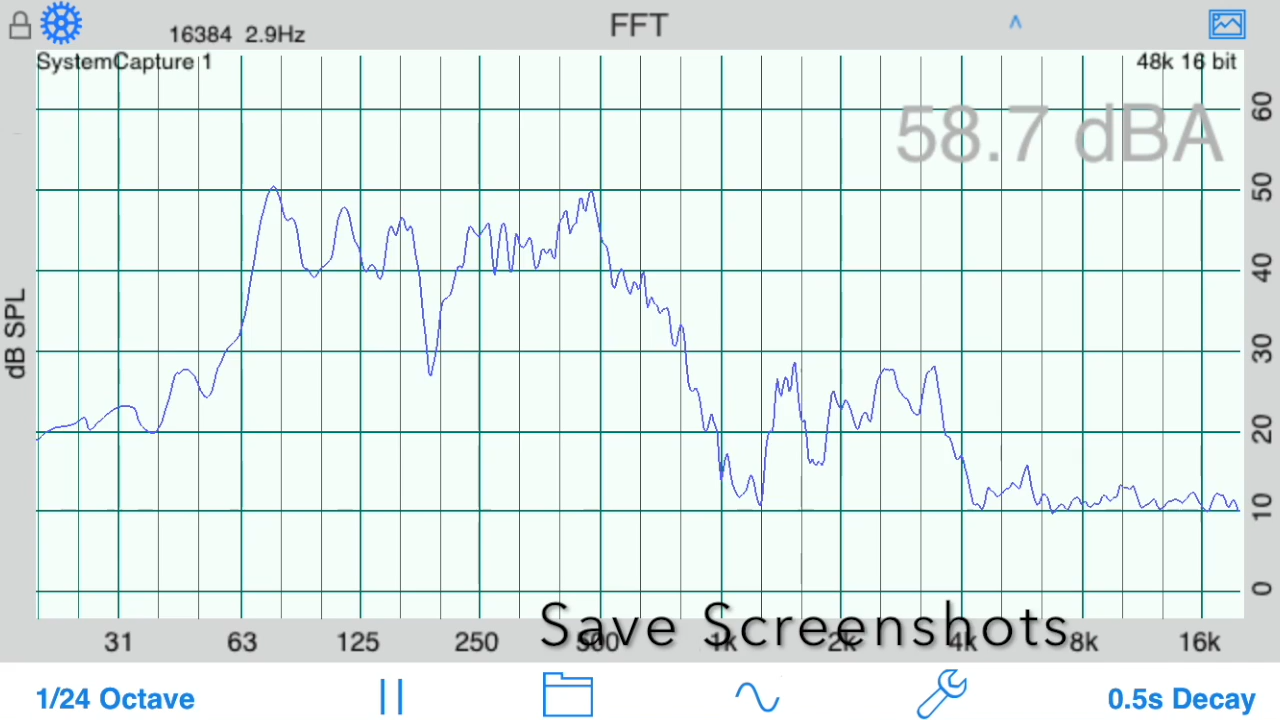 FFT
16384 2.9Hz
SystemCapture 1
48k 16 bit
58.7 dBA
60
50
40
30
20
10
0
dB SPL
31 63 125 250 500 1k 2k 4k 8k 16k
Save Screenshots
1/24 Octave
0.5s Decay